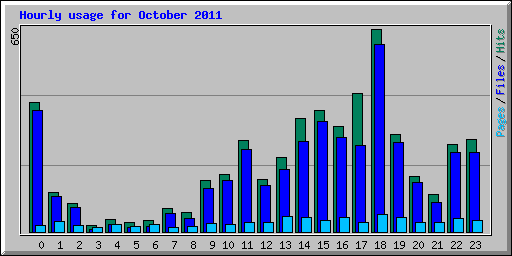 Hourly usage for October 2011
650
Pages / Files / Hits
0 1 2 3 4 5 6 7 8 9 10 11 12 13 14 15 16 17 18 19 20 21 22 23